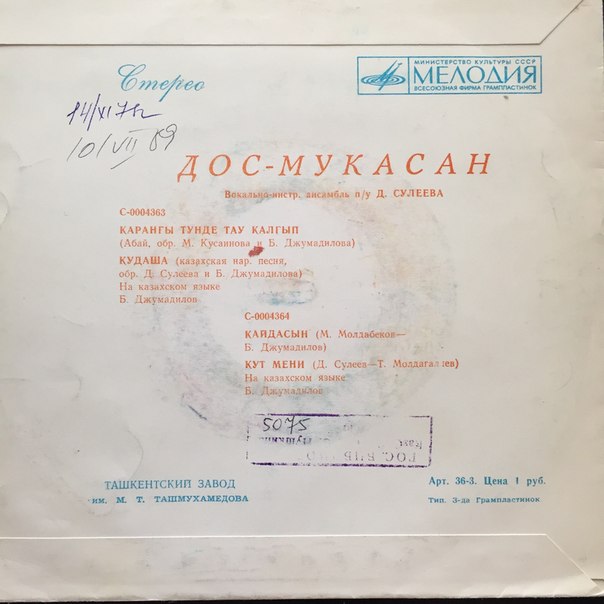 Стерео
МИНИСТЕРСТВО КУЛЬТУРЫ СССР
МЕЛОДИЯ
ВСЕСОЮЗНАЯ ФИРМА ГРАМПЛАСТИНОК
14/XI 72
10/VII 89
ДОС-МУКАСАН
Вокально-инстр. ансамбль п/у Д. СУЛЕЕВА
С-0004363
КАРАНГЫ ТУНДЕ ТАУ КАЛГЫП
(Абай, обр. М. Кусаинова и Б. Джумадилова)
КУДАША (казахская нар. песня,
обр. Д. Сулеева и Б. Джумадилова)
На казахском языке
Б. Джумадилов
С-0004364
КАЙДАСЫН (М. Молдабеков—
Б. Джумадилов)
КУТ МЕНИ (Д. Сулеев—Т. Молдагалиев)
На казахском языке
Б. Джумадилов
5075
ГОС. БИБ
ТАШКЕНТСКИЙ ЗАВОД
им. М. Т. ТАШМУХАМЕДОВА
Арт. 36-3. Цена 1 руб.
Тип. З-да Грампластинок